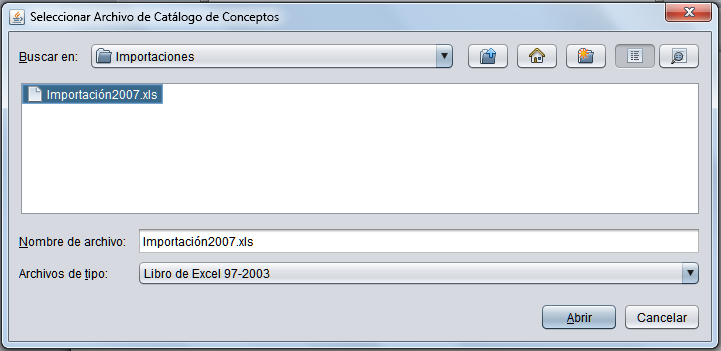 Seleccionar Archivo de Catálogo de Conceptos
Buscar en: Importaciones
Importación2007.xls
Nombre de archivo: Importación2007.xls
Archivos de tipo: Libro de Excel 97-2003
Abrir Cancelar